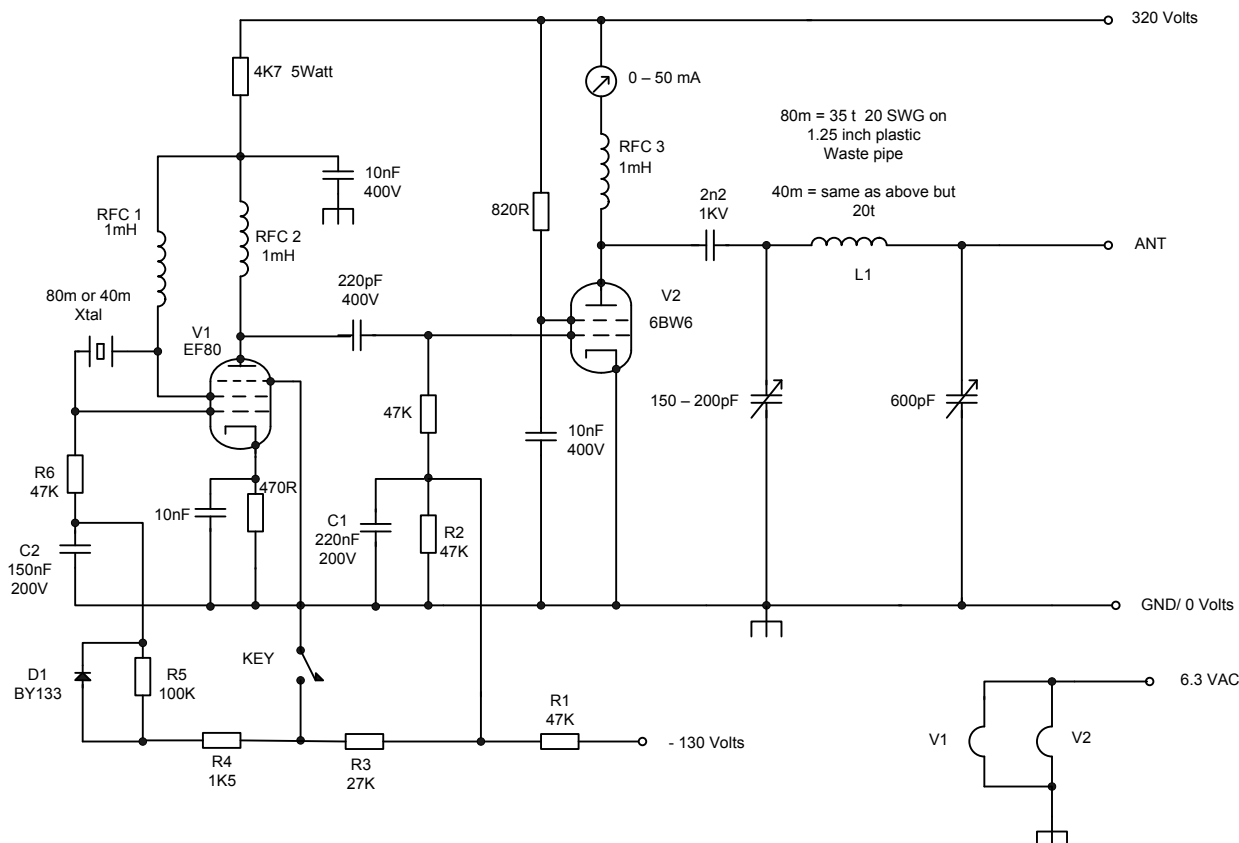 320 Volts
4K7 5Watt
0 – 50 mA
80m = 35 t 20 SWG on
1.25 inch plastic
Waste pipe
40m = same as above but
20t
RFC 3
1mH
10nF
400V
RFC 1
1mH
820R
2n2
1KV
RFC 2
1mH
ANT
L1
220pF
400V
80m or 40m
Xtal
V1
EF80
V2
6BW6
150 – 200pF
600pF
47K
10nF
400V
R6
47K
470R
10nF
C1
220nF
200V
R2
47K
C2
150nF
200V
GND/ 0 Volts
KEY
D1
BY133
R5
100K
R1
47K
6.3 VAC
- 130 Volts
V1
V2
R4
1K5
R3
27K